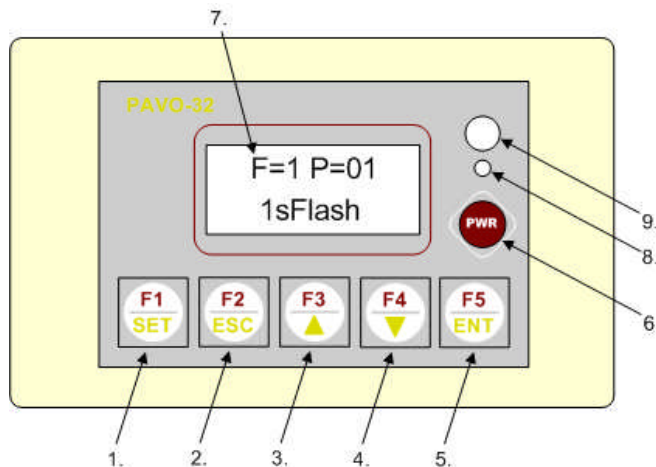 7.
PAVO-32
F=1 P=01
1sFlash
PWR
9.
8.
6
F1
SET
F2
ESC
F3
F4
F5
ENT
1.
2.
3.
4.
5.